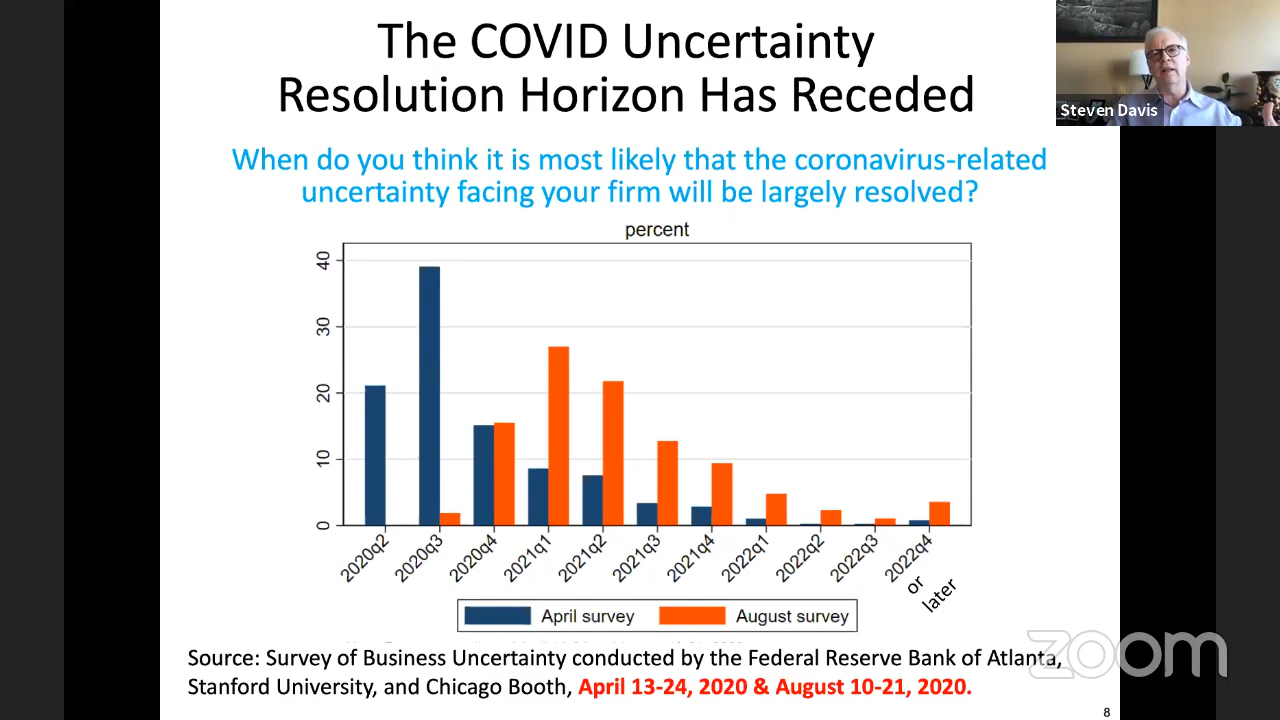 The COVID Uncertainty
Resolution Horizon Has Receded
Steven Davis
When do you think it is most likely that the coronavirus-related
uncertainty facing your firm will be largely resolved?
percent
40
30
20
10
0
2020q2
2020q3
2020q4
2021q1
2021q2
2021q3
2021q4
2022q1
2022q2
2022q3
2022q4
or
later
April survey
August survey
Source: Survey of Business Uncertainty conducted by the Federal Reserve Bank of Atlanta,
Stanford University, and Chicago Booth, April 13-24, 2020 & August 10-21, 2020.
zoom
8